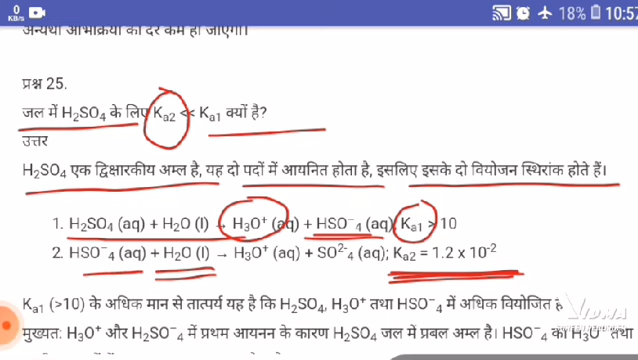 0
KB/s
18%
10:57
अन्यथा अभिक्रिया की दर कम हो जाएगी।
प्रश्न 25.
जल में H₂SO₄ के लिए Kₐ₂ << Kₐ₁ क्यों है?
उत्तर
H₂SO₄ एक द्विक्षारकीय अम्ल है, यह दो पदों में आयनित होता है, इसलिए इसके दो वियोजन स्थिरांक होते हैं।
1. H₂SO₄ (aq) + H₂O (l) → H₃O⁺ (aq) + HSO⁻₄ (aq); Kₐ₁ > 10
2. HSO⁻₄ (aq) + H₂O (l) → H₃O⁺ (aq) + SO²⁻₄ (aq); Kₐ₂ = 1.2 x 10⁻²
Kₐ₁ (>10) के अधिक मान से तात्पर्य यह है कि H₂SO₄, H₃O⁺ तथा HSO⁻₄ में अधिक वियोजित है
मुख्यत: H₃O⁺ और H₂SO⁻₄ में प्रथम आयनन के कारण H₂SO₄ जल में प्रबल अम्ल है। HSO⁻₄ का H₃O⁺ तथा